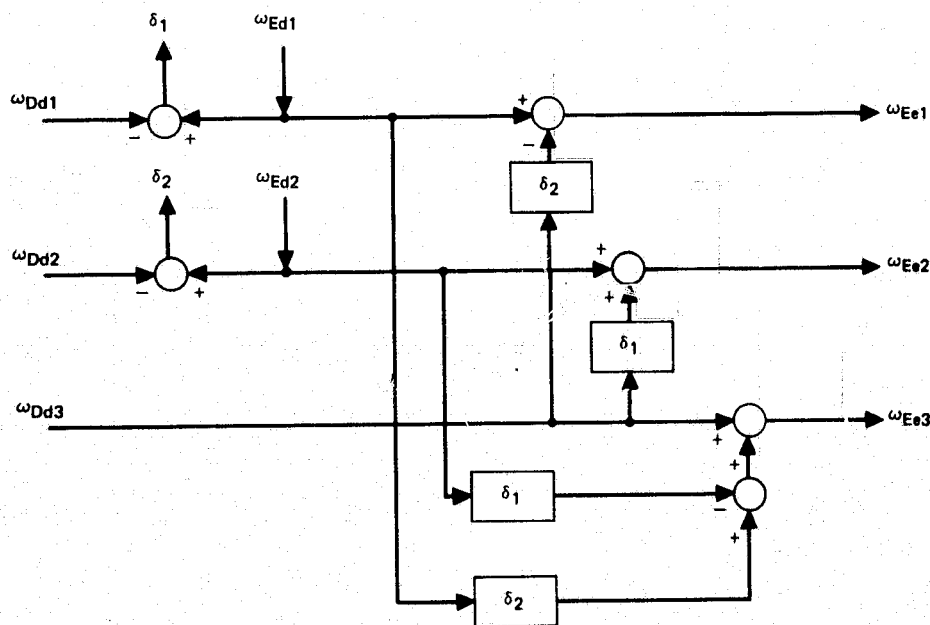 δ1 ωEd1
ωDd1 − + + ωEe1
−
δ2 ωEd2 δ2
ωDd2 − + + ωEe2
+
δ1
ωDd3 + ωEe3
+
δ1 −
+
δ2